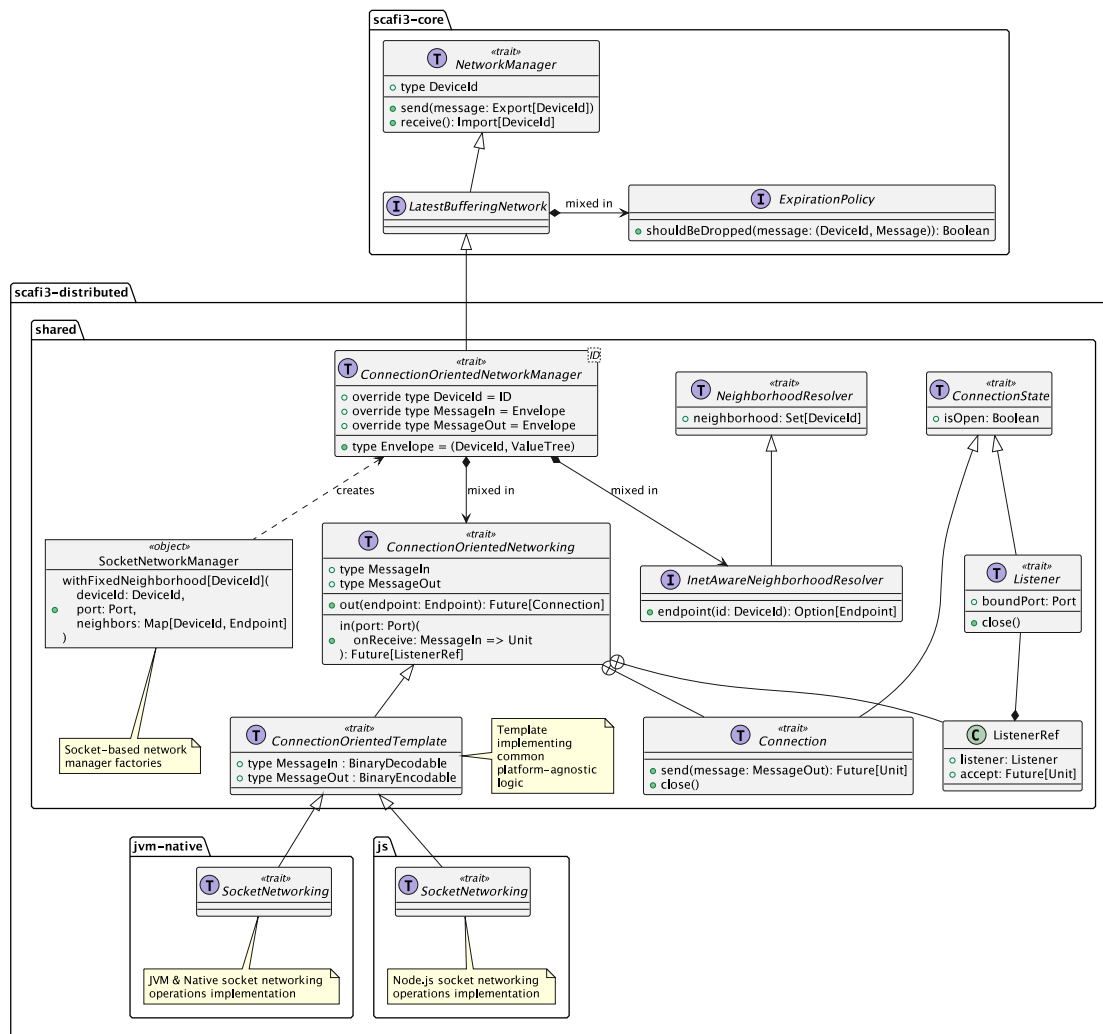 scafi3-core
«trait»
T NetworkManager
type DeviceId
send(message: Export[DeviceId])
receive(): Import[DeviceId]
I LatestBufferingNetwork
mixed in
I ExpirationPolicy
shouldBeDropped(message: (DeviceId, Message)): Boolean
scafi3-distributed
shared
«trait»
T ConnectionOrientedNetworkManager
ID
override type DeviceId = ID
override type MessageIn = Envelope
override type MessageOut = Envelope
type Envelope = (DeviceId, ValueTree)
«trait»
T NeighborhoodResolver
neighborhood: Set[DeviceId]
«trait»
T ConnectionState
isOpen: Boolean
creates
mixed in
mixed in
«object»
SocketNetworkManager
withFixedNeighborhood[DeviceId](
deviceId: DeviceId,
port: Port,
neighbors: Map[DeviceId, Endpoint]
)
«trait»
T ConnectionOrientedNetworking
type MessageIn
type MessageOut
out(endpoint: Endpoint): Future[Connection]
in(port: Port)(
onReceive: MessageIn => Unit
): Future[ListenerRef]
I InetAwareNeighborhoodResolver
endpoint(id: DeviceId): Option[Endpoint]
«trait»
T Listener
boundPort: Port
close()
Socket-based network
manager factories
«trait»
T ConnectionOrientedTemplate
type MessageIn : BinaryDecodable
type MessageOut : BinaryEncodable
Template
implementing
common
platform-agnostic
logic
«trait»
T Connection
send(message: MessageOut): Future[Unit]
close()
C ListenerRef
listener: Listener
accept: Future[Unit]
jvm-native
«trait»
T SocketNetworking
JVM & Native socket networking
operations implementation
js
«trait»
T SocketNetworking
Node.js socket networking
operations implementation